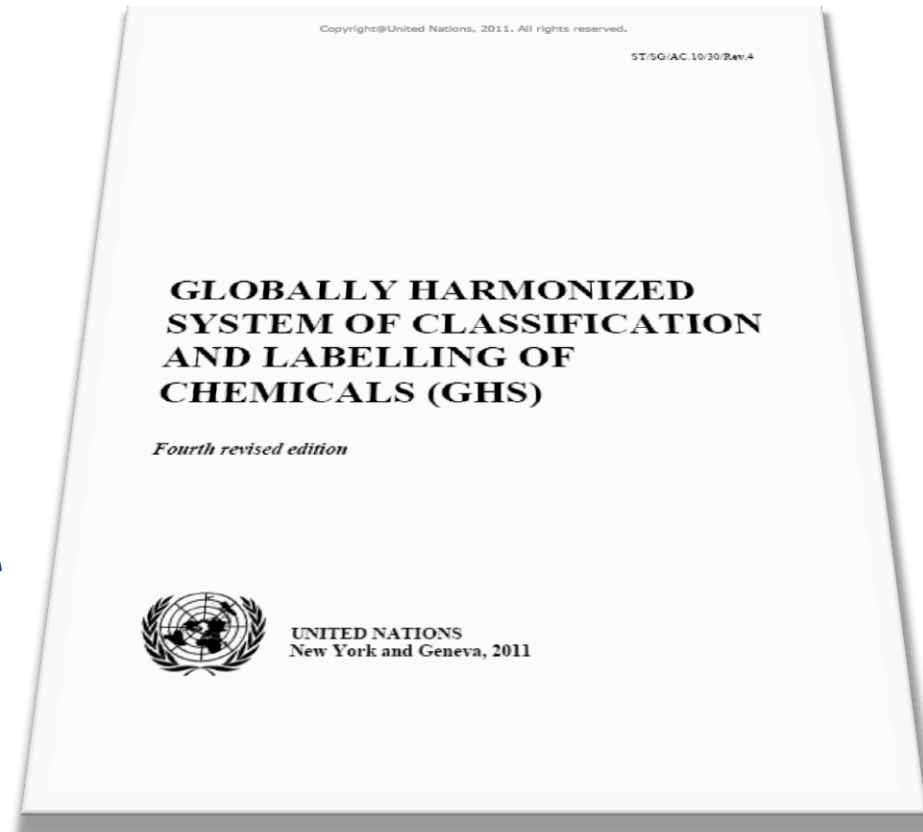 Copyright@United Nations, 2011. All rights reserved.
ST/SG/AC.10/30/Rev.4
GLOBALLY HARMONIZED
SYSTEM OF CLASSIFICATION
AND LABELLING OF
CHEMICALS (GHS)
Fourth revised edition
UNITED NATIONS
New York and Geneva, 2011